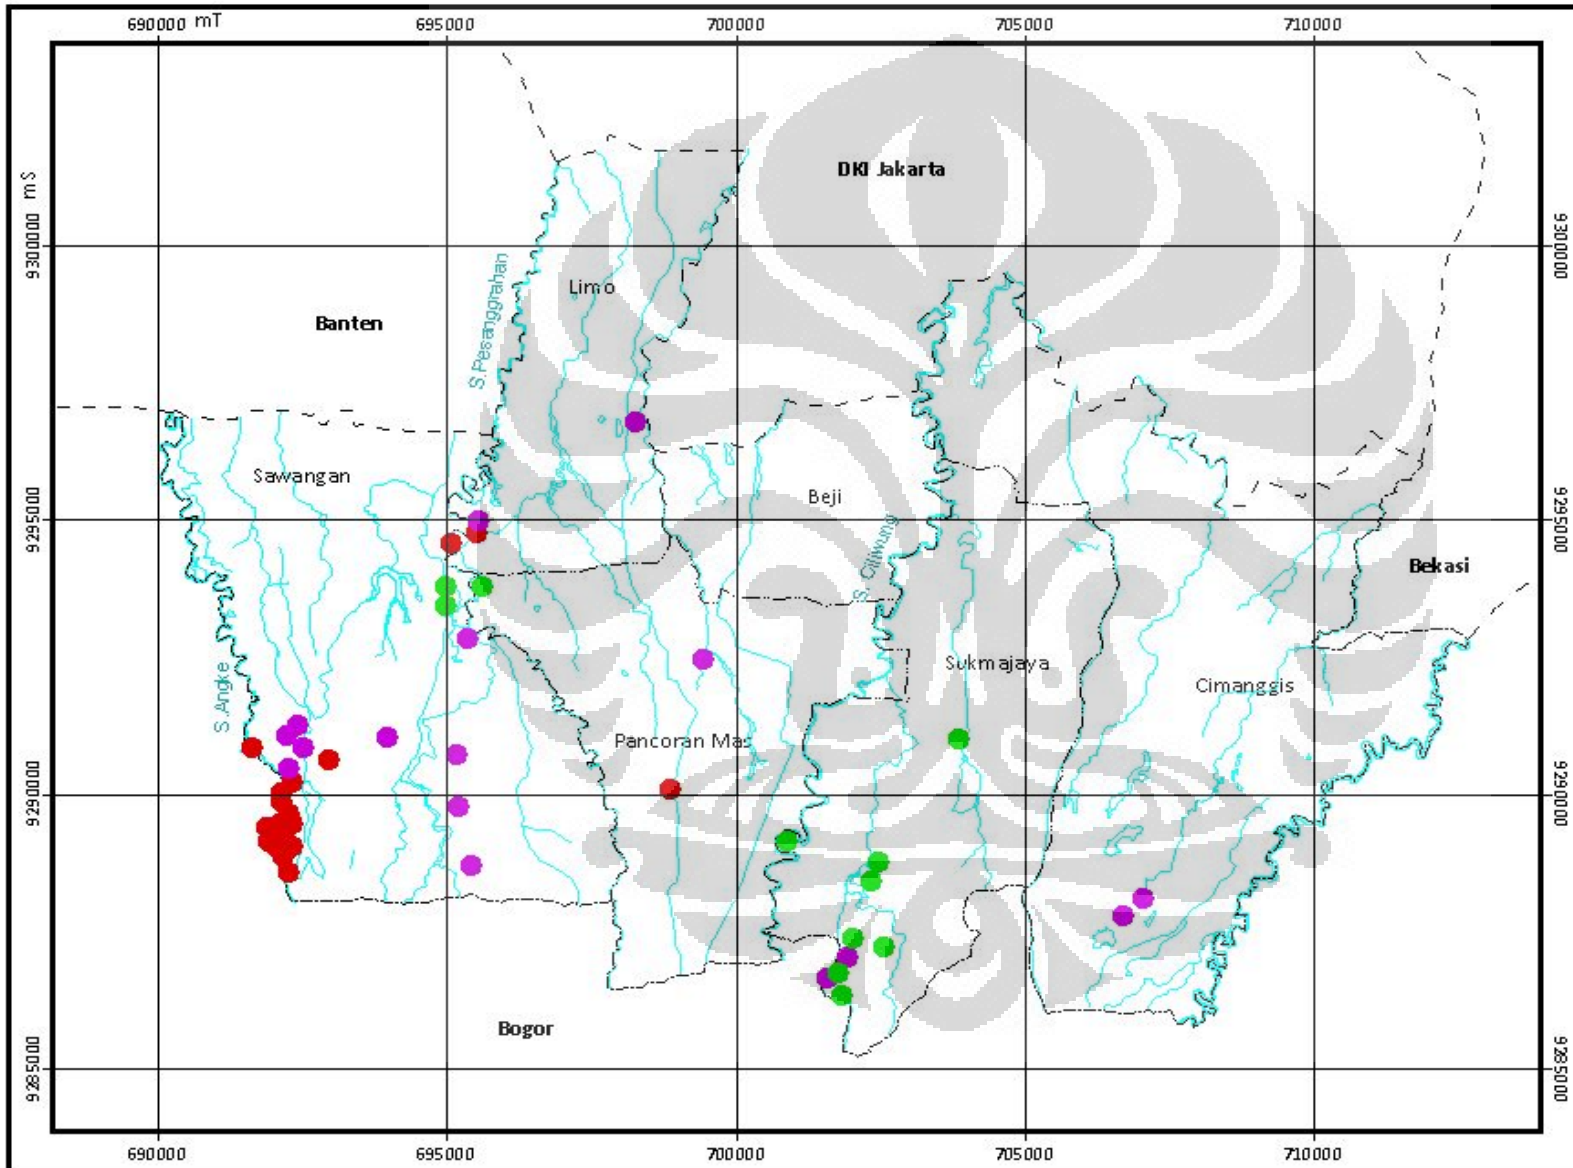 690000 mT
695000
700000
705000
710000
mS
DKI Jakarta
9300000
9300000
S.Pesanggrahan
Limo
Banten
Sawangan
Beji
9295000
9295000
S. Ciliwung
Bekasi
S.Angke
Sukmajaya
Cimanggis
Pancoran Mas
9290000
9290000
Bogor
9285000
9285000
690000
695000
700000
705000
710000